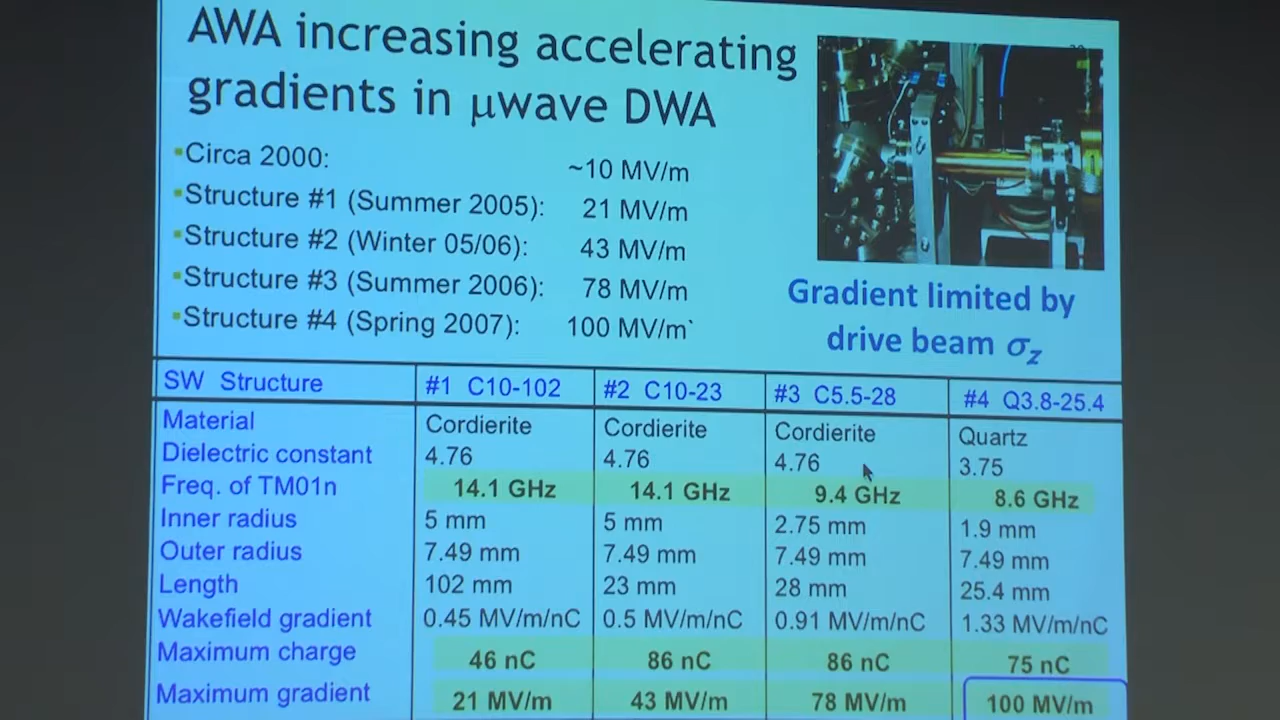 AWA increasing accelerating
gradients in μwave DWA
Circa 2000: ~10 MV/m
Structure #1 (Summer 2005): 21 MV/m
Structure #2 (Winter 05/06): 43 MV/m
Structure #3 (Summer 2006): 78 MV/m
Structure #4 (Spring 2007): 100 MV/m`
Gradient limited by
drive beam σz
SW Structure #1 C10-102 #2 C10-23 #3 C5.5-28 #4 Q3.8-25.4
Material Cordierite Cordierite Cordierite Quartz
Dielectric constant 4.76 4.76 4.76 3.75
Freq. of TM01n 14.1 GHz 14.1 GHz 9.4 GHz 8.6 GHz
Inner radius 5 mm 5 mm 2.75 mm 1.9 mm
Outer radius 7.49 mm 7.49 mm 7.49 mm 7.49 mm
Length 102 mm 23 mm 28 mm 25.4 mm
Wakefield gradient 0.45 MV/m/nC 0.5 MV/m/nC 0.91 MV/m/nC 1.33 MV/m/nC
Maximum charge 46 nC 86 nC 86 nC 75 nC
Maximum gradient 21 MV/m 43 MV/m 78 MV/m 100 MV/m